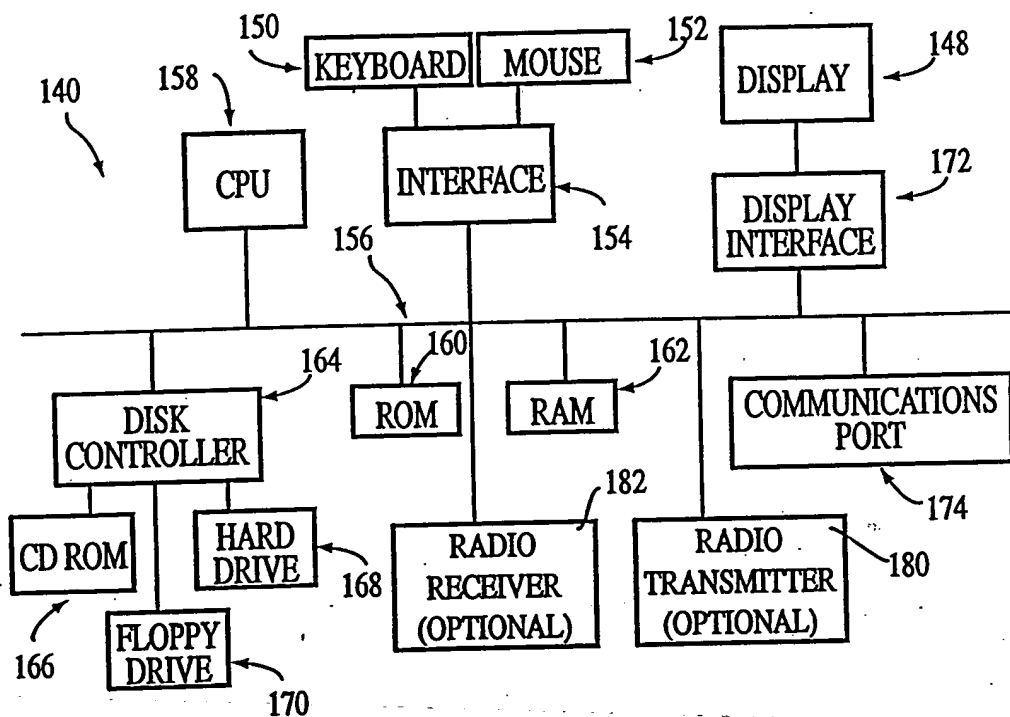 150
KEYBOARD
MOUSE
152
DISPLAY
148
140
158
CPU
INTERFACE
154
DISPLAY
INTERFACE
172
156
164
DISK
CONTROLLER
160
ROM
162
RAM
COMMUNICATIONS
PORT
174
CD ROM
166
HARD
DRIVE
168
FLOPPY
DRIVE
170
182
RADIO
RECEIVER
(OPTIONAL)
RADIO
TRANSMITTER
(OPTIONAL)
180